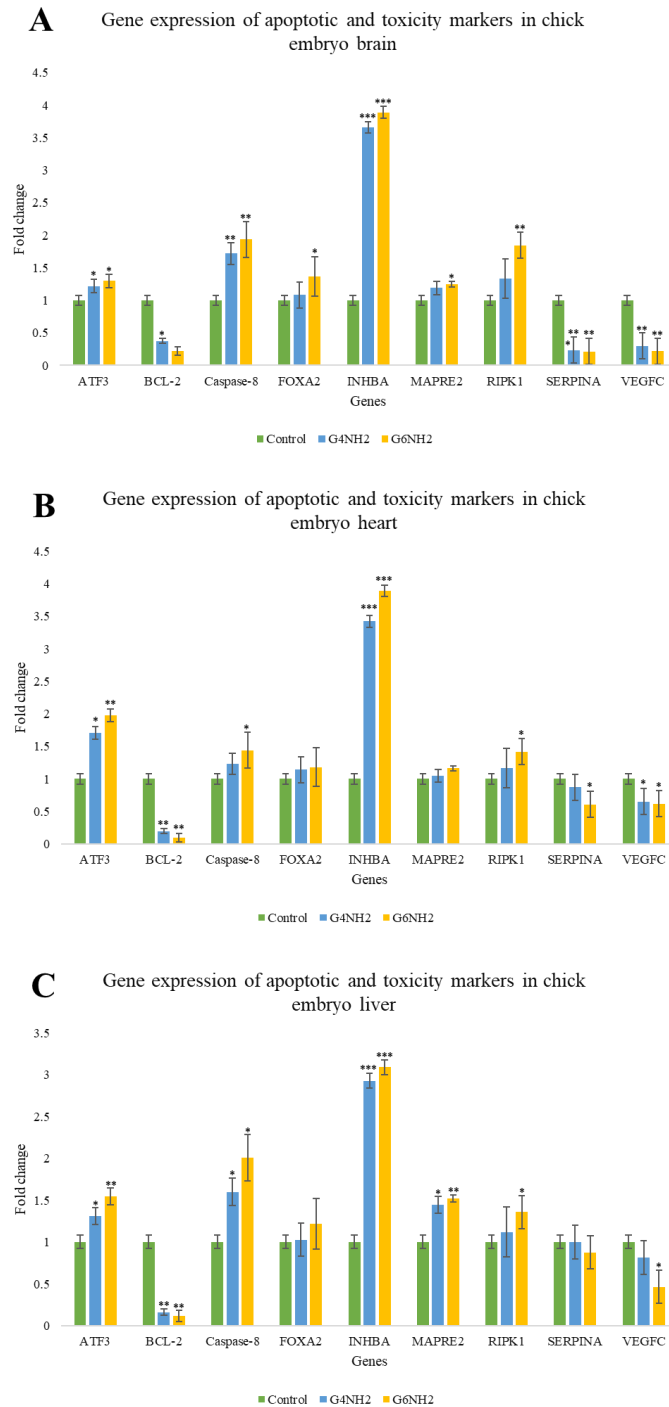 A
Gene expression of apoptotic and toxicity markers in chick
embryo brain
4.5
4
3.5
3
2.5
2
1.5
1
0.5
0
Fold change
* *
*
** **
*
*** ***
*
**
* ** **
** **
ATF3 BCL-2 Caspase-8 FOXA2 INHBA MAPRE2 RIPK1 SERPINA VEGFC
Genes
Control G4NH2 G6NH2
B
Gene expression of apoptotic and toxicity markers in chick
embryo heart
4.5
4
3.5
3
2.5
2
1.5
1
0.5
0
Fold change
* **
** **
*
*** ***
*
*
* *
ATF3 BCL-2 Caspase-8 FOXA2 INHBA MAPRE2 RIPK1 SERPINA VEGFC
Genes
Control G4NH2 G6NH2
C
Gene expression of apoptotic and toxicity markers in chick
embryo liver
3.5
3
2.5
2
1.5
1
0.5
0
Fold change
* **
** **
* *
*** ***
* **
*
*
ATF3 BCL-2 Caspase-8 FOXA2 INHBA MAPRE2 RIPK1 SERPINA VEGFC
Genes
Control G4NH2 G6NH2